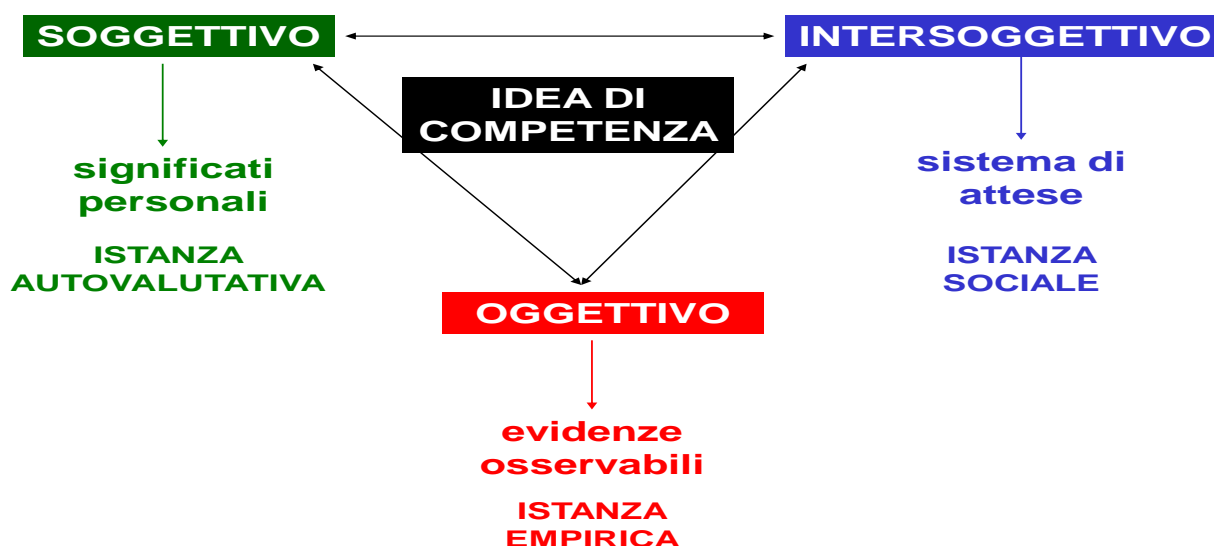 SOGGETTIVO
INTERSOGGETTIVO
IDEA DI
COMPETENZA
significati
personali
ISTANZA
AUTOVALUTATIVA
sistema di
attese
ISTANZA
SOCIALE
OGGETTIVO
evidenze
osservabili
ISTANZA
EMPIRICA